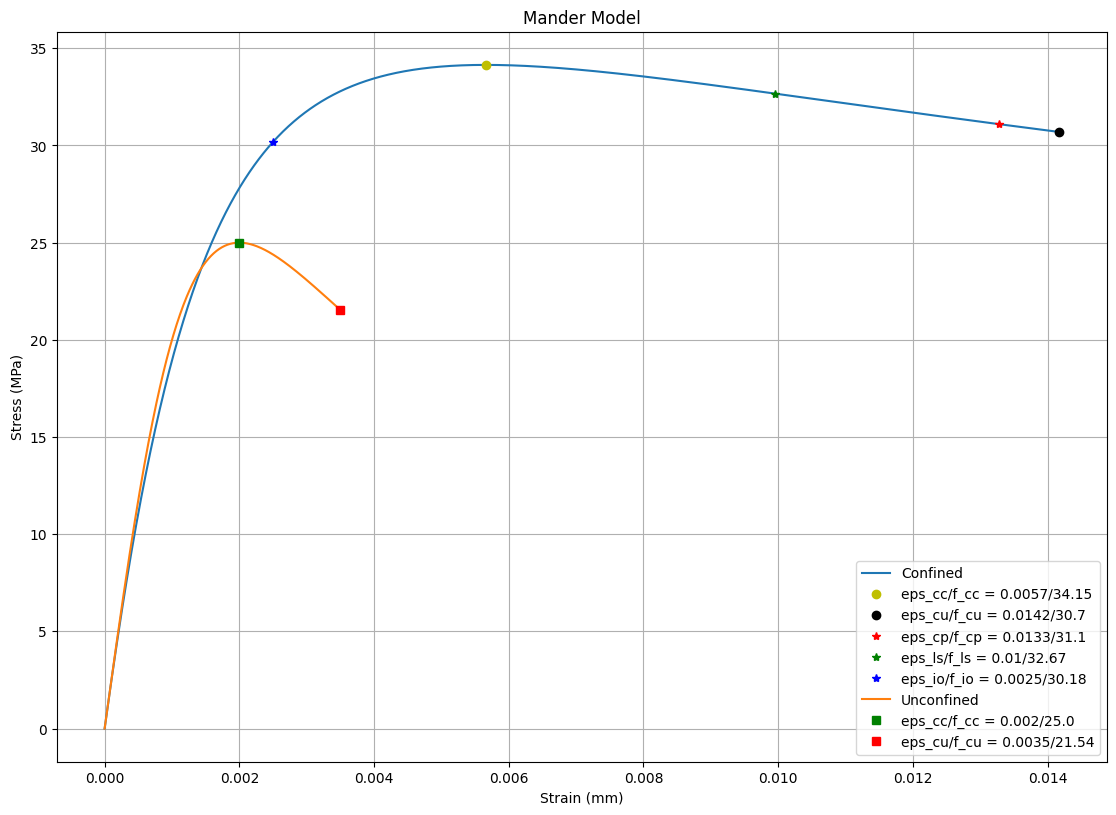 Mander Model
Stress (MPa)
35
30
25
20
15
10
5
0
0.000 0.002 0.004 0.006 0.008 0.010 0.012 0.014
Strain (mm)
Confined
eps_cc/f_cc = 0.0057/34.15
eps_cu/f_cu = 0.0142/30.7
eps_cp/f_cp = 0.0133/31.1
eps_ls/f_ls = 0.01/32.67
eps_io/f_io = 0.0025/30.18
Unconfined
eps_cc/f_cc = 0.002/25.0
eps_cu/f_cu = 0.0035/21.54